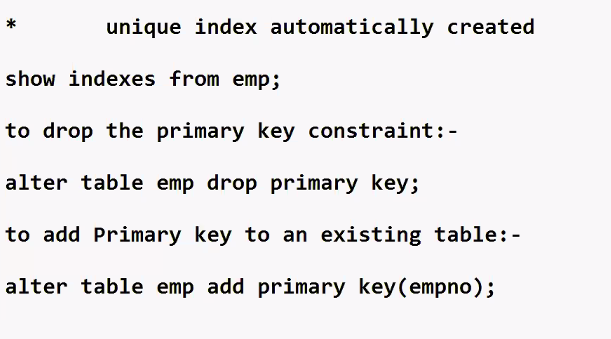 *       unique index automatically created
show indexes from emp;
to drop the primary key constraint:-
alter table emp drop primary key;
to add Primary key to an existing table:-
alter table emp add primary key(empno);